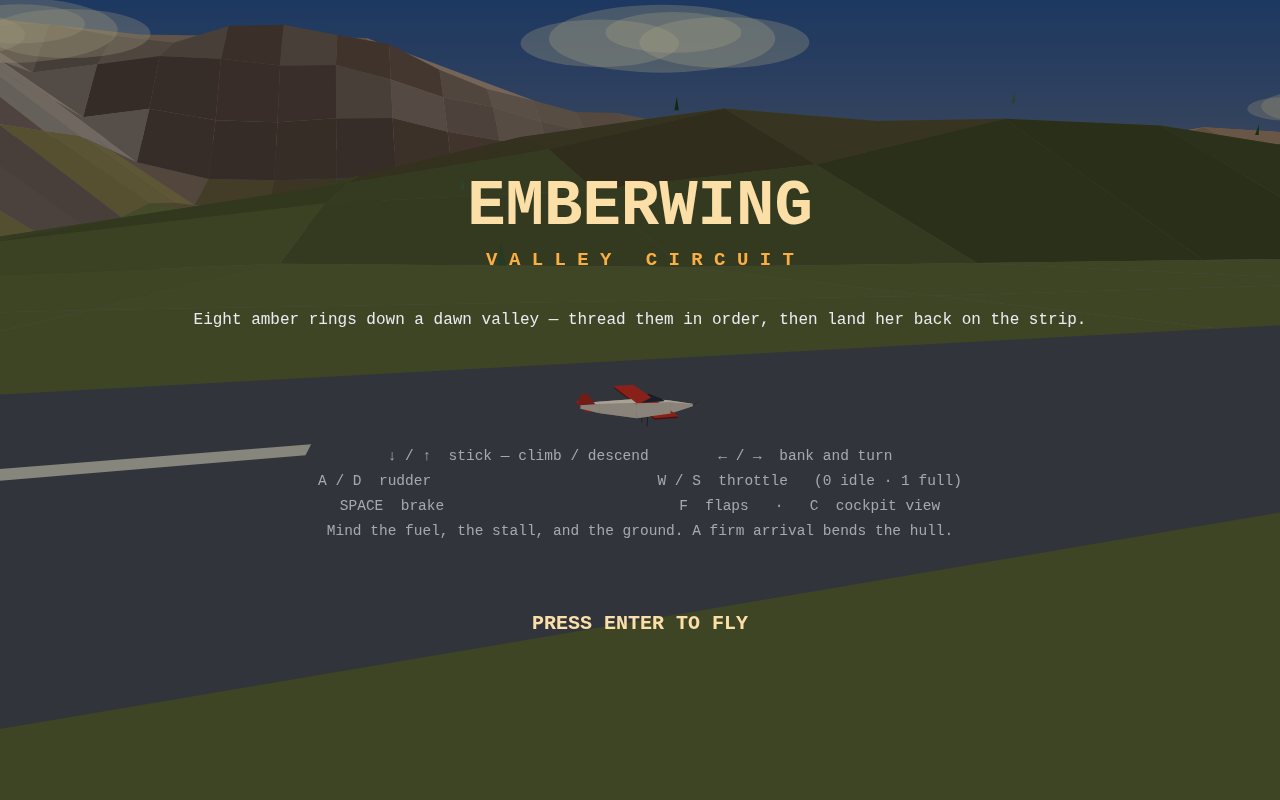 EMBERWING
VALLEY CIRCUIT
Eight amber rings down a dawn valley — thread them in order, then land her back on the strip.
↓ / ↑ stick — climb / descend ← / → bank and turn
A / D rudder W / S throttle (0 idle · 1 full)
SPACE brake F flaps · C cockpit view
Mind the fuel, the stall, and the ground. A firm arrival bends the hull.
PRESS ENTER TO FLY